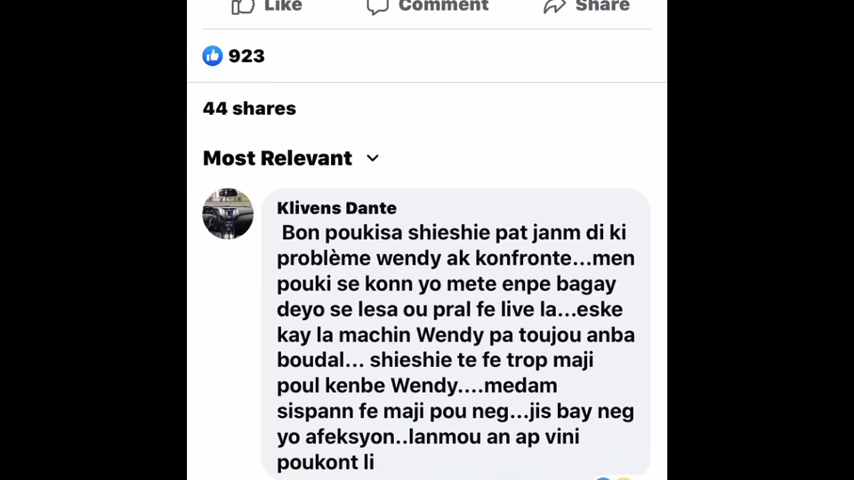 Like Comment Share
923
44 shares
Most Relevant
Klivens Dante
Bon poukisa shieshie pat janm di ki
problème wendy ak konfronte...men
pouki se konn yo mete enpe bagay
deyo se lesa ou pral fe live la...eske
kay la machin Wendy pa toujou anba
boudal... shieshie te fe trop maji
poul kenbe Wendy....medam
sispann fe maji pou neg...jis bay neg
yo afeksyon..lanmou an ap vini
poukont li